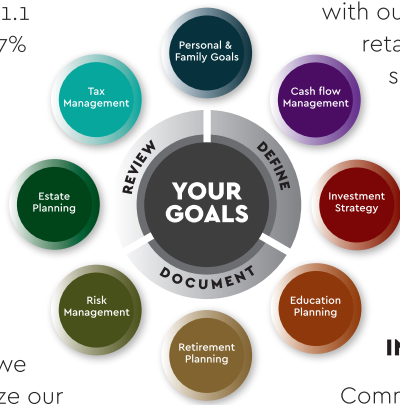 1.1
7%
with ou
reta
s
Personal &
Family Goals
Tax
Management
Cash flow
Management
REVIEW
DEFINE
YOUR
GOALS
Estate
Planning
Investment
Strategy
DOCUMENT
Risk
Management
Education
Planning
Retirement
Planning
we
ze our
IN
Comm